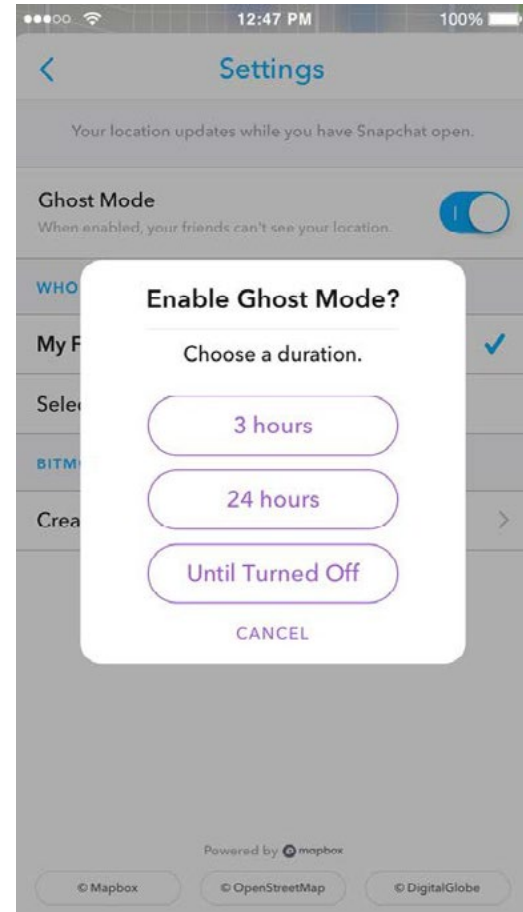 12:47 PM
100%
Settings
Your location updates while you have Snapchat open.
Ghost Mode
When enabled, your friends can't see your location.
WHO
Enable Ghost Mode?
My F
Choose a duration.
Selec
3 hours
BITM
24 hours
Crea
Until Turned Off
CANCEL
Powered by mapbox
© Mapbox
© OpenStreetMap
© DigitalGlobe